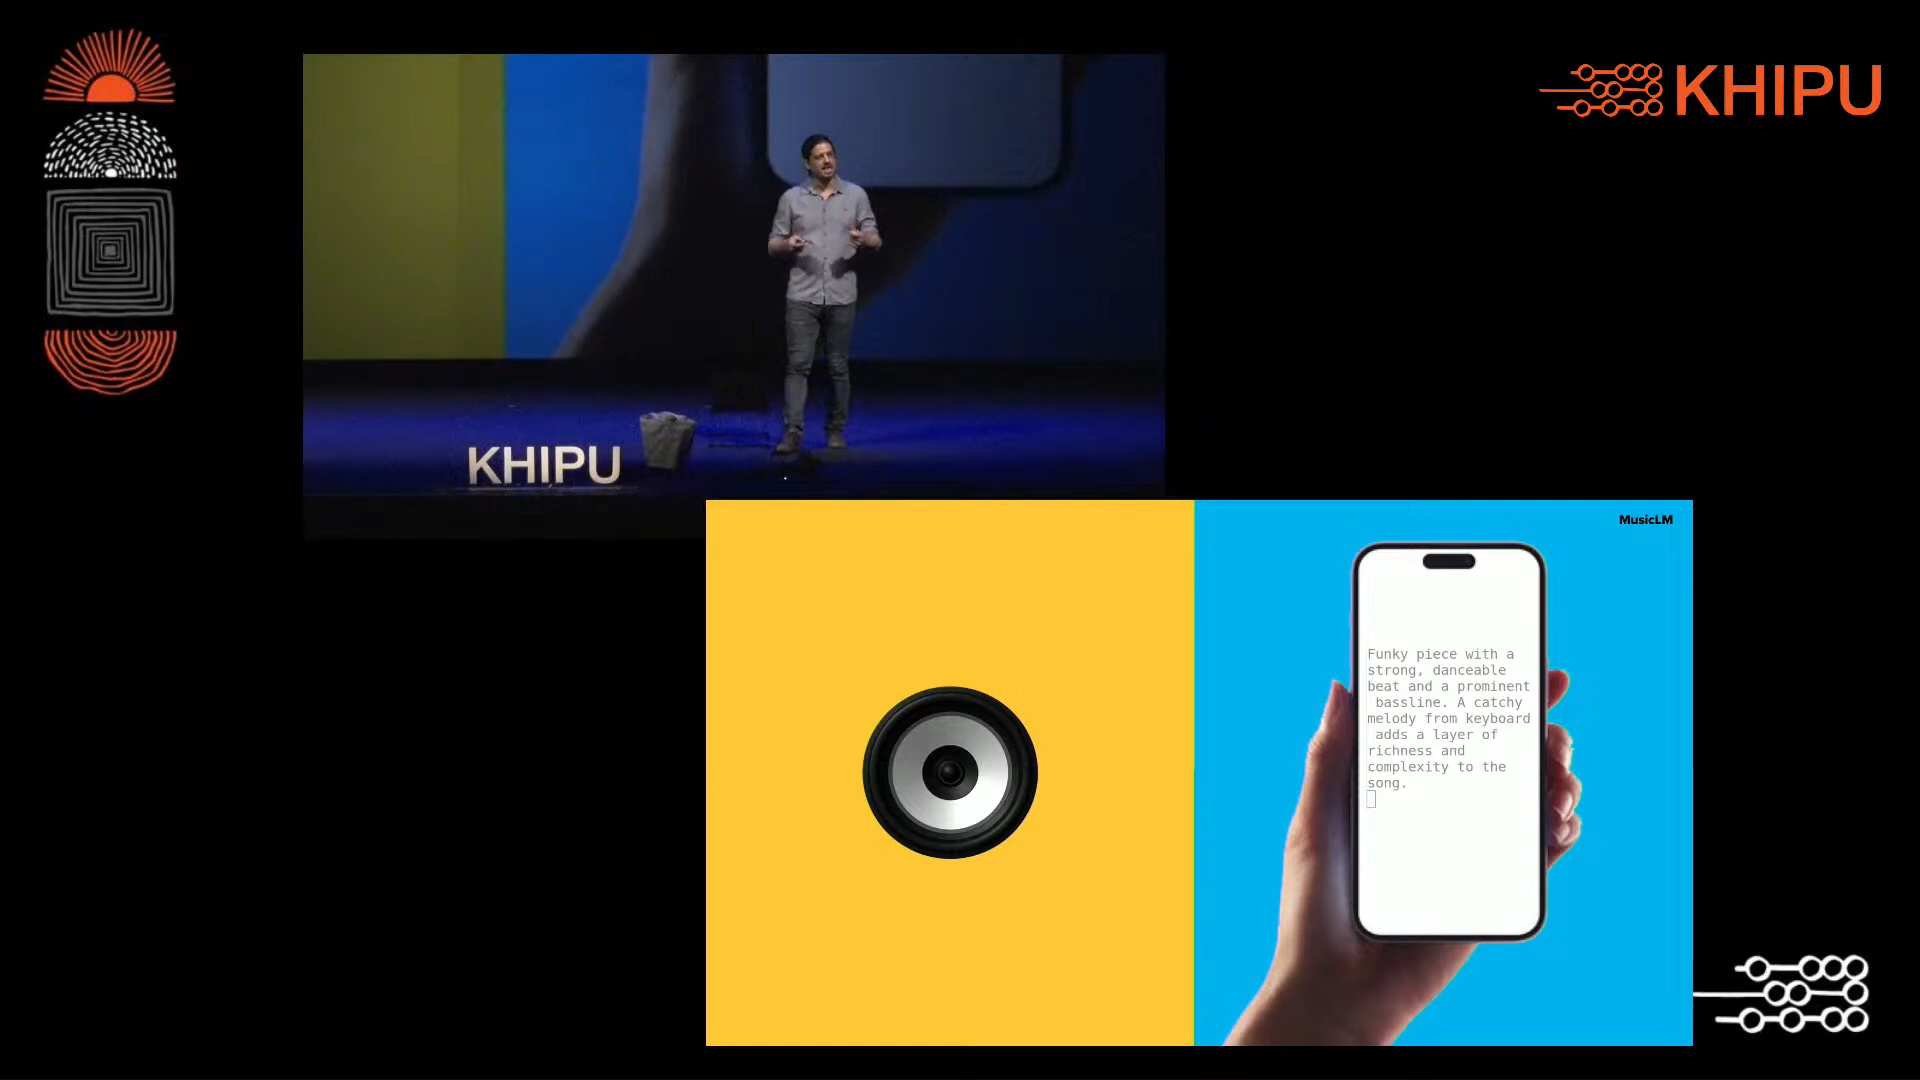 KHIPU
KHIPU
MusicLM
Funky piece with a
strong, danceable
beat and a prominent
bassline. A catchy
melody from keyboard
adds a layer of
richness and
complexity to the
song.